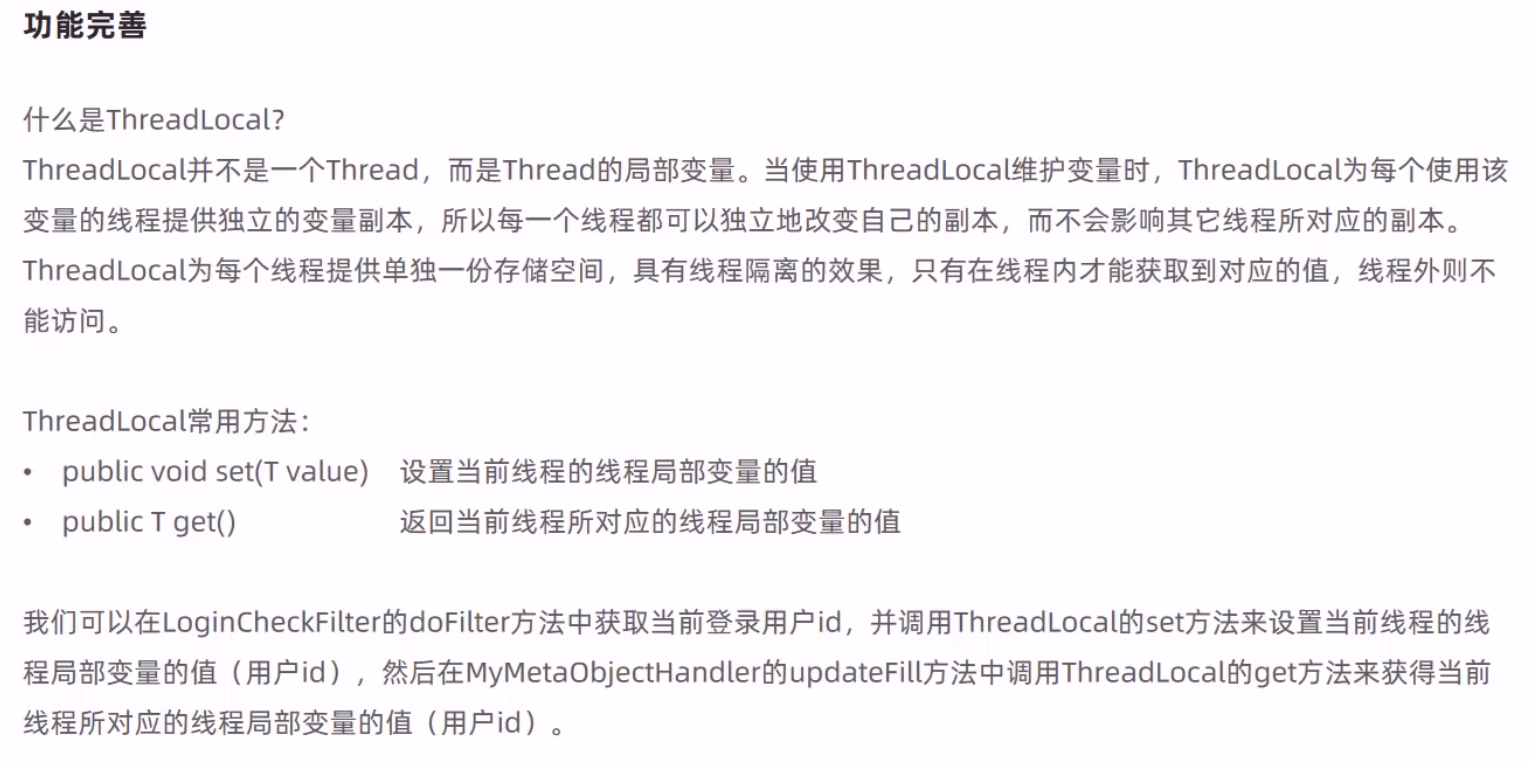 功能完善
什么是ThreadLocal?
ThreadLocal并不是一个Thread，而是Thread的局部变量。当使用ThreadLocal维护变量时，ThreadLocal为每个使用该
变量的线程提供独立的变量副本，所以每一个线程都可以独立地改变自己的副本，而不会影响其它线程所对应的副本。
ThreadLocal为每个线程提供单独一份存储空间，具有线程隔离的效果，只有在线程内才能获取到对应的值，线程外则不
能访问。
ThreadLocal常用方法：
• public void set(T value) 设置当前线程的线程局部变量的值
• public T get() 返回当前线程所对应的线程局部变量的值
我们可以在LoginCheckFilter的doFilter方法中获取当前登录用户id，并调用ThreadLocal的set方法来设置当前线程的线
程局部变量的值（用户id），然后在MyMetaObjectHandler的updateFill方法中调用ThreadLocal的get方法来获得当前
线程所对应的线程局部变量的值（用户id）。